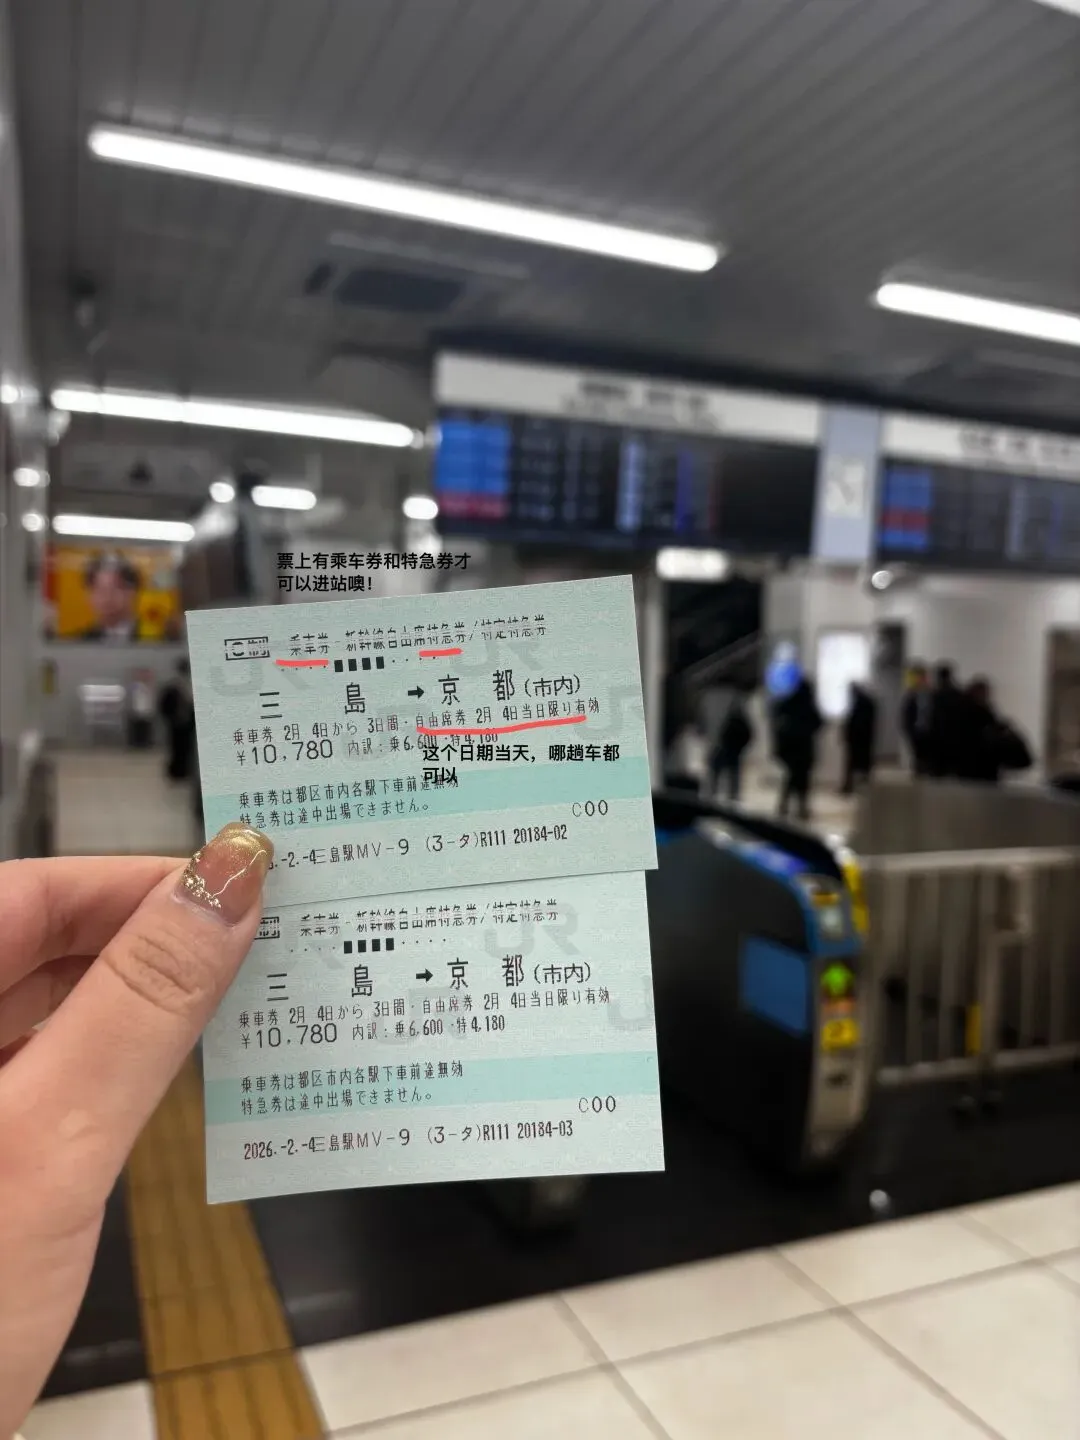 票上有乘车券和特急券才
可以进站噢！
C制 乗車券・新幹線自由席特急券/特定特急券
三 島 → 京 都(市内)
乗車券 2月 4日から 3日間・自由席券 2月 4日当日限り有効
¥10,780 内訳：乗6,600・特4,180
这个日期当天，哪趟车都
可以
乗車券は都区市内各駅下車前途無効
特急券は途中出場できません。
C00
-2.-4三島駅MV-9 (3-タ)R111 20184-02
制 乗車券・新幹線自由席特急券/特定特急券
三 島 → 京 都(市内)
乗車券 2月 4日から 3日間・自由席券 2月 4日当日限り有効
¥10,780 内訳：乗6,600・特4,180
乗車券は都区市内各駅下車前途無効
特急券は途中出場できません。
C00
2026.-2.-4三島駅MV-9 (3-タ)R111 20184-03